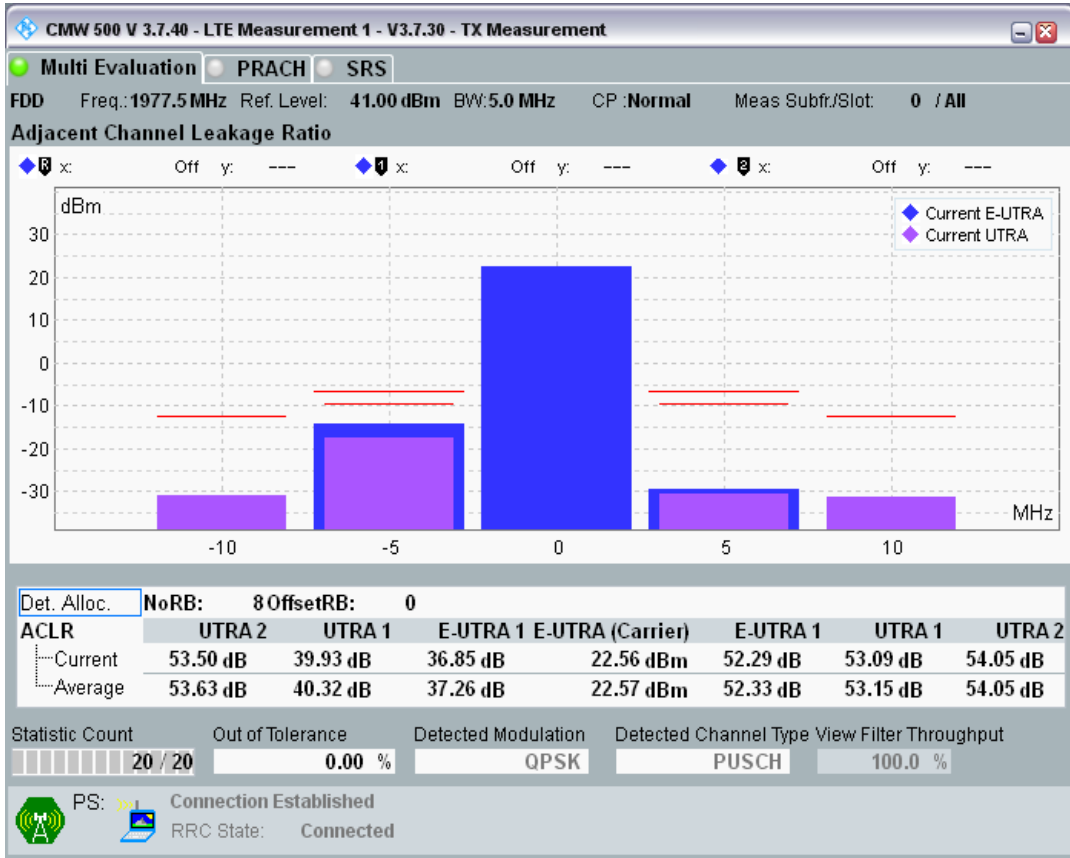 CMW 500 V 3.7.40 - LTE Measurement 1 - V3.7.30 - TX Measurement
Multi Evaluation PRACH SRS
FDD Freq.:1977.5 MHz Ref. Level: 41.00 dBm BW:5.0 MHz CP :Normal Meas Subfr./Slot: 0 / All
Adjacent Channel Leakage Ratio
R x: Off y: --- 1 x: Off y: --- 2 x: Off y: ---
dBm
Current E-UTRA
Current UTRA
30
20
10
0
-10
-20
-30
MHz
-10 -5 0 5 10
Det. Alloc. NoRB: 8 OffsetRB: 0
ACLR UTRA 2 UTRA 1 E-UTRA 1 E-UTRA (Carrier) E-UTRA 1 UTRA 1 UTRA 2
Current 53.50 dB 39.93 dB 36.85 dB 22.56 dBm 52.29 dB 53.09 dB 54.05 dB
Average 53.63 dB 40.32 dB 37.26 dB 22.57 dBm 52.33 dB 53.15 dB 54.05 dB
Statistic Count Out of Tolerance Detected Modulation Detected Channel Type View Filter Throughput
20 / 20 0.00 % QPSK PUSCH 100.0 %
PS: Connection Established
RRC State: Connected